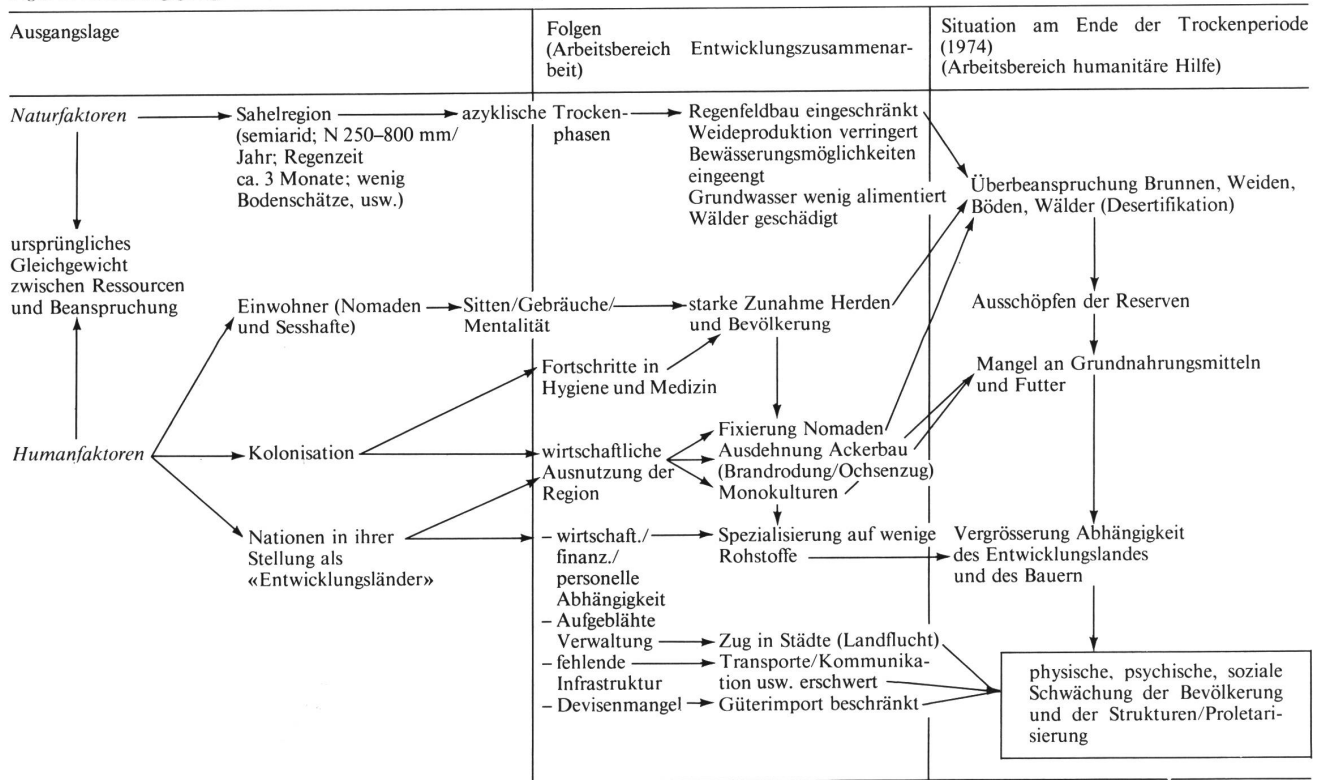 Ausgangslage
Folgen
(Arbeitsbereich Entwicklungszusammenar-
beit)
Situation am Ende der Trockenperiode
(1974)
(Arbeitsbereich humanitäre Hilfe)
Naturfaktoren
Sahelregion
(semiarid; N 250–800 mm/
Jahr; Regenzeit
ca. 3 Monate; wenig
Bodenschätze, usw.)
azyklische Trocken-
phasen
Regenfeldbau eingeschränkt
Weideproduktion verringert
Bewässerungsmöglichkeiten
eingeengt
Grundwasser wenig alimentiert
Wälder geschädigt
Überbeanspruchung Brunnen, Weiden,
Böden, Wälder (Desertifikation)
ursprüngliches
Gleichgewicht
zwischen Ressourcen
und Beanspruchung
Einwohner (Nomaden
und Sesshafte)
Sitten/Gebräuche/
Mentalität
starke Zunahme Herden
und Bevölkerung
Ausschöpfen der Reserven
Fortschritte in
Hygiene und Medizin
Mangel an Grundnahrungsmitteln
und Futter
Humanfaktoren
Kolonisation
wirtschaftliche
Ausnutzung der
Region
Fixierung Nomaden
Ausdehnung Ackerbau
(Brandrodung/Ochsenzug)
Monokulturen
Nationen in ihrer
Stellung als
«Entwicklungsländer»
– wirtschaft./
finanz./
personelle
Abhängigkeit
– Aufgeblähte
Verwaltung
– fehlende
Infrastruktur
– Devisenmangel
Spezialisierung auf wenige
Rohstoffe
Zug in Städte (Landflucht)
Transporte/Kommunika-
tion usw. erschwert
Güterimport beschränkt
Vergrösserung Abhängigkeit
des Entwicklungslandes
und des Bauern
physische, psychische, soziale
Schwächung der Bevölkerung
und der Strukturen/Proletari-
sierung